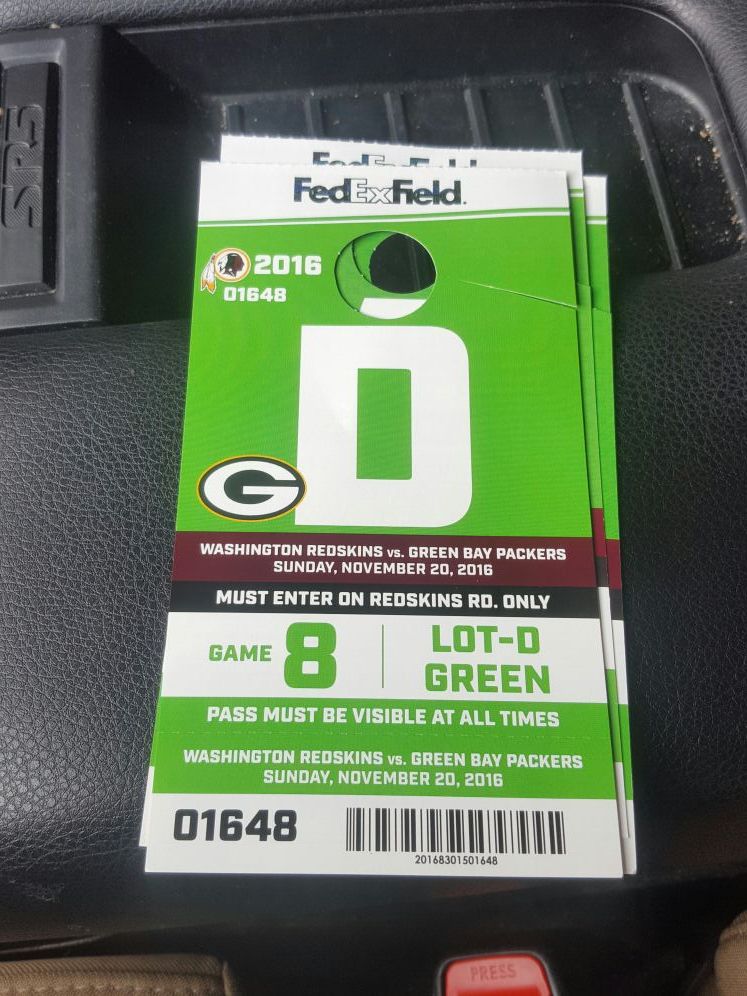 SR5
FedExField
FedExField.
2016
01648
D
G
WASHINGTON REDSKINS vs. GREEN BAY PACKERS
SUNDAY, NOVEMBER 20, 2016
MUST ENTER ON REDSKINS RD. ONLY
GAME 8
LOT-D
GREEN
PASS MUST BE VISIBLE AT ALL TIMES
WASHINGTON REDSKINS vs. GREEN BAY PACKERS
SUNDAY, NOVEMBER 20, 2016
01648
20168301501648
PRESS